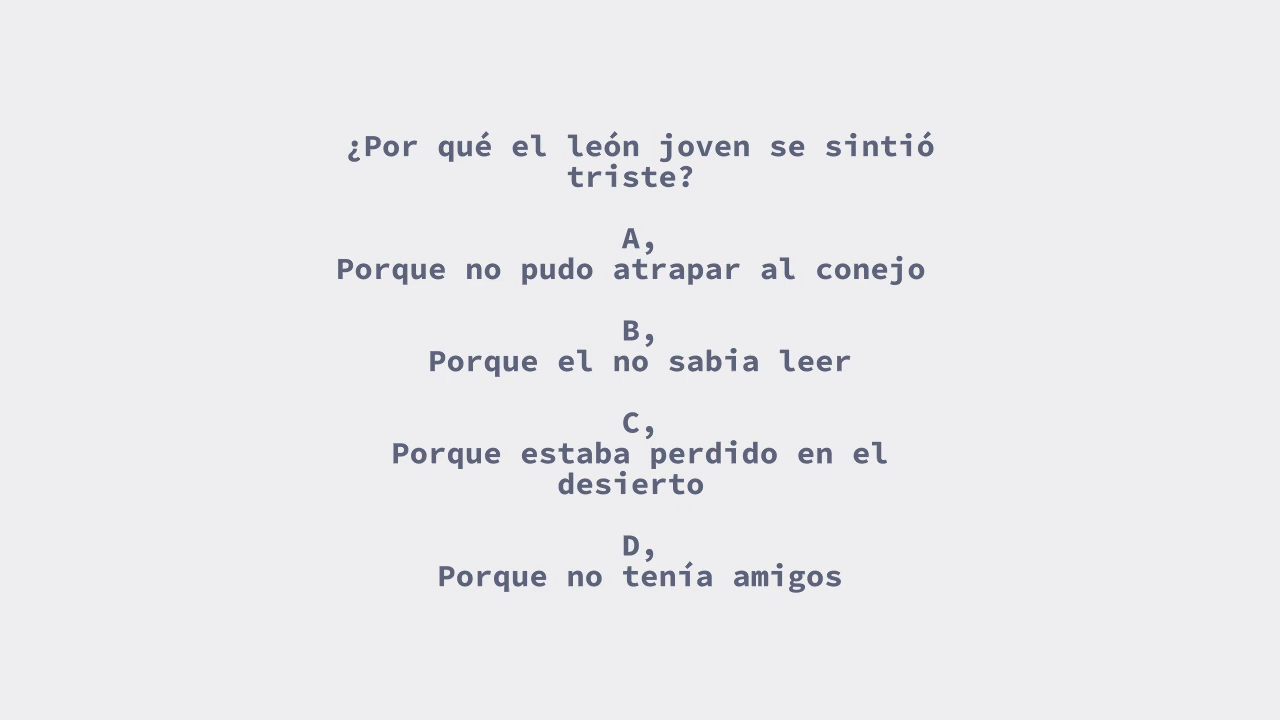 ¿Por qué el león joven se sintió
triste?
A,
Porque no pudo atrapar al conejo
B,
Porque el no sabia leer
C,
Porque estaba perdido en el
desierto
D,
Porque no tenía amigos